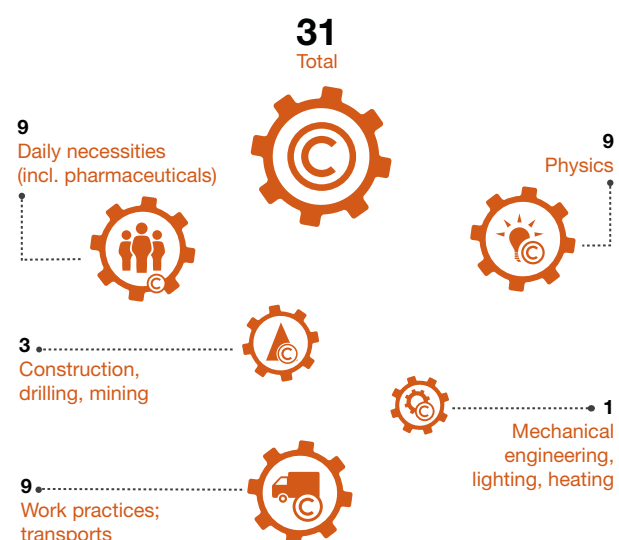 31
Total
9
Daily necessities
(incl. pharmaceuticals)
9
Physics
3
Construction,
drilling, mining
1
Mechanical
engineering,
lighting, heating
9
Work practices;
transports